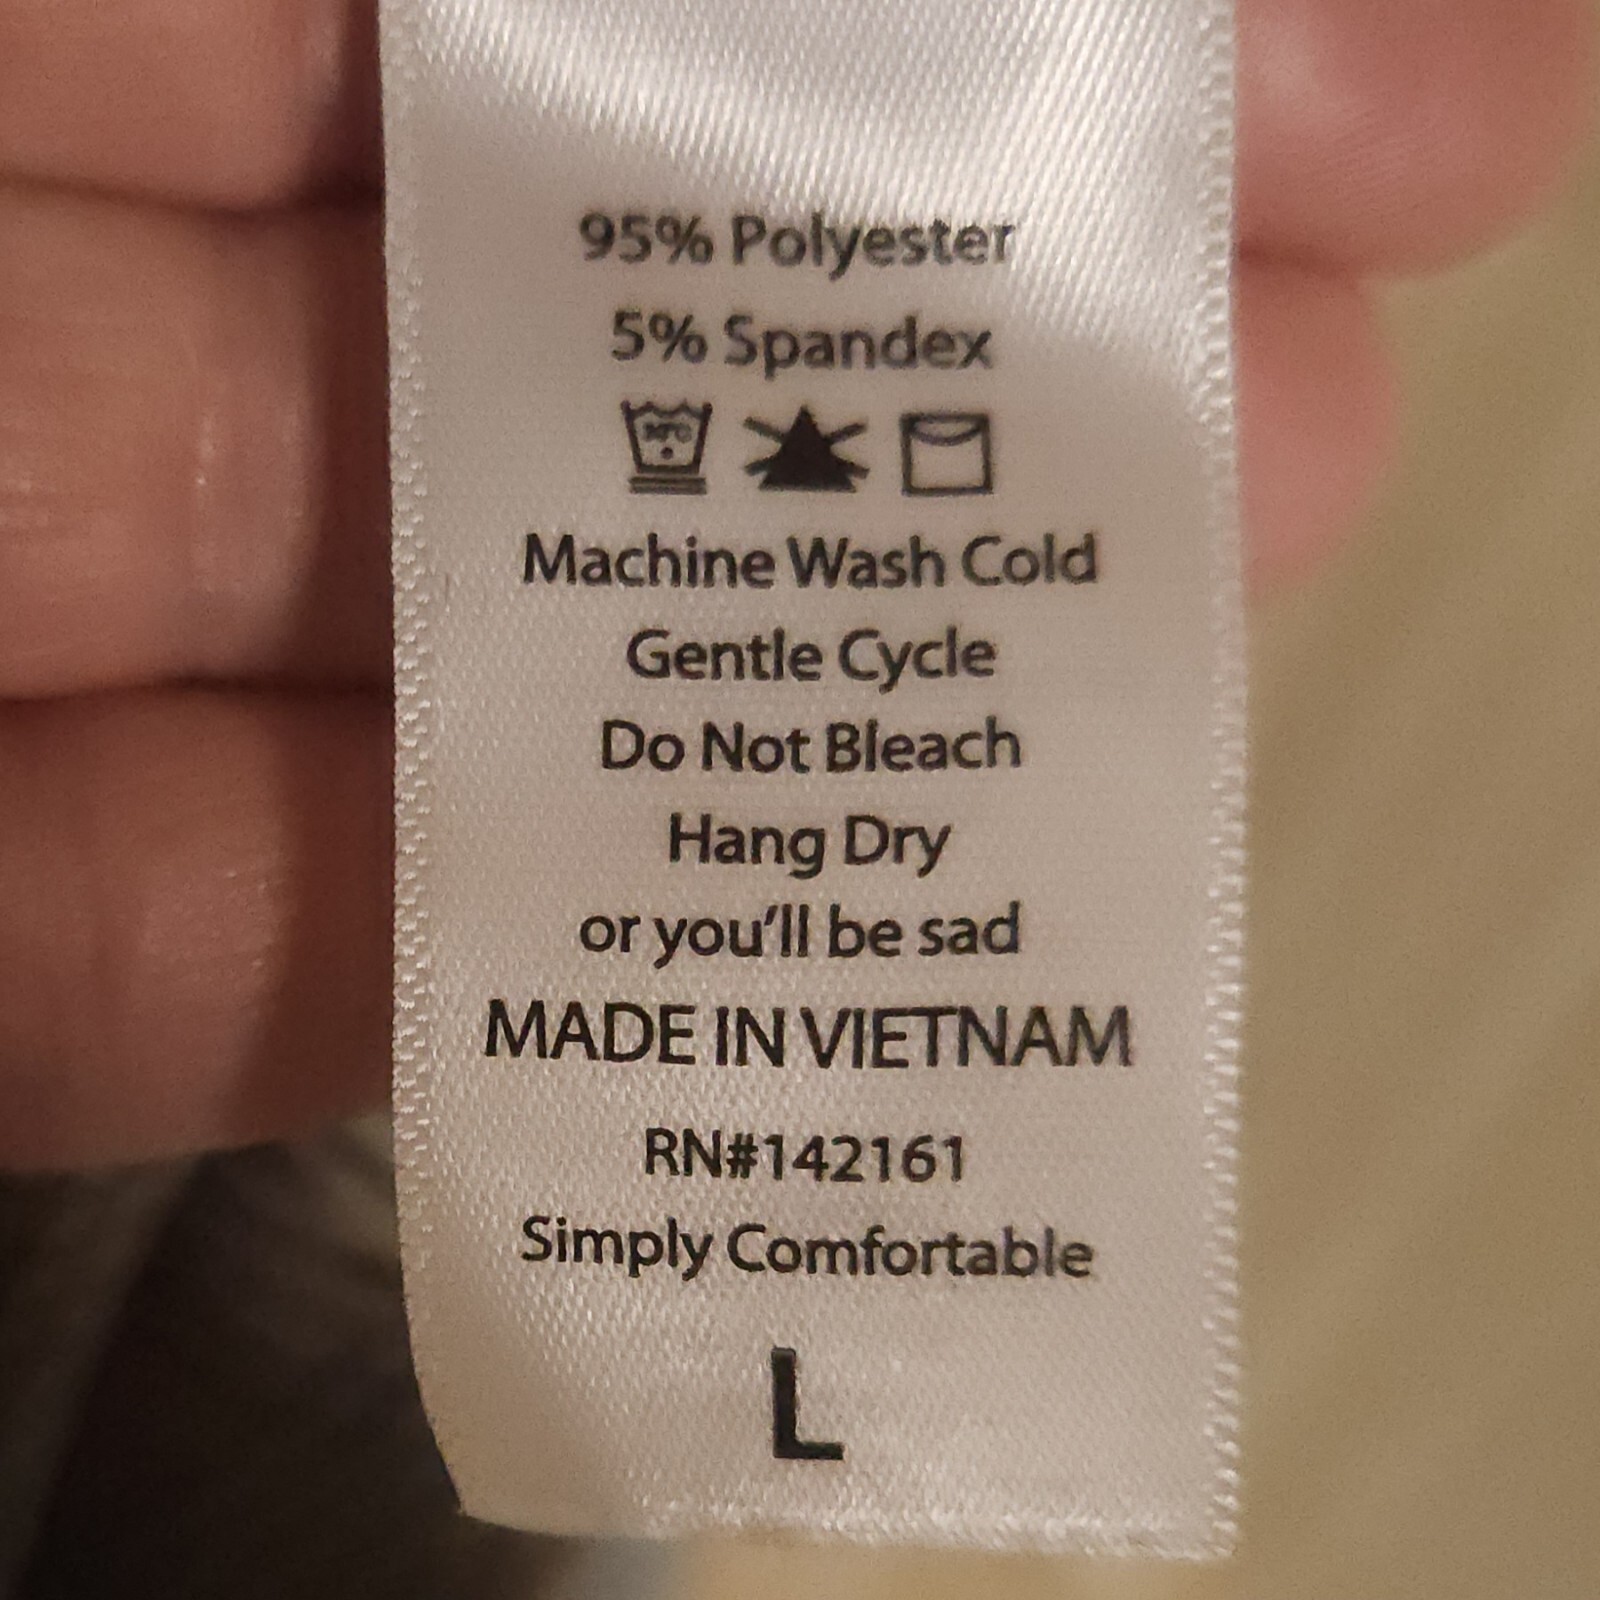 95% Polyester
5% Spandex
Machine Wash Cold
Gentle Cycle
Do Not Bleach
Hang Dry
or you'll be sad
MADE IN VIETNAM
RN#142161
Simply Comfortable
L